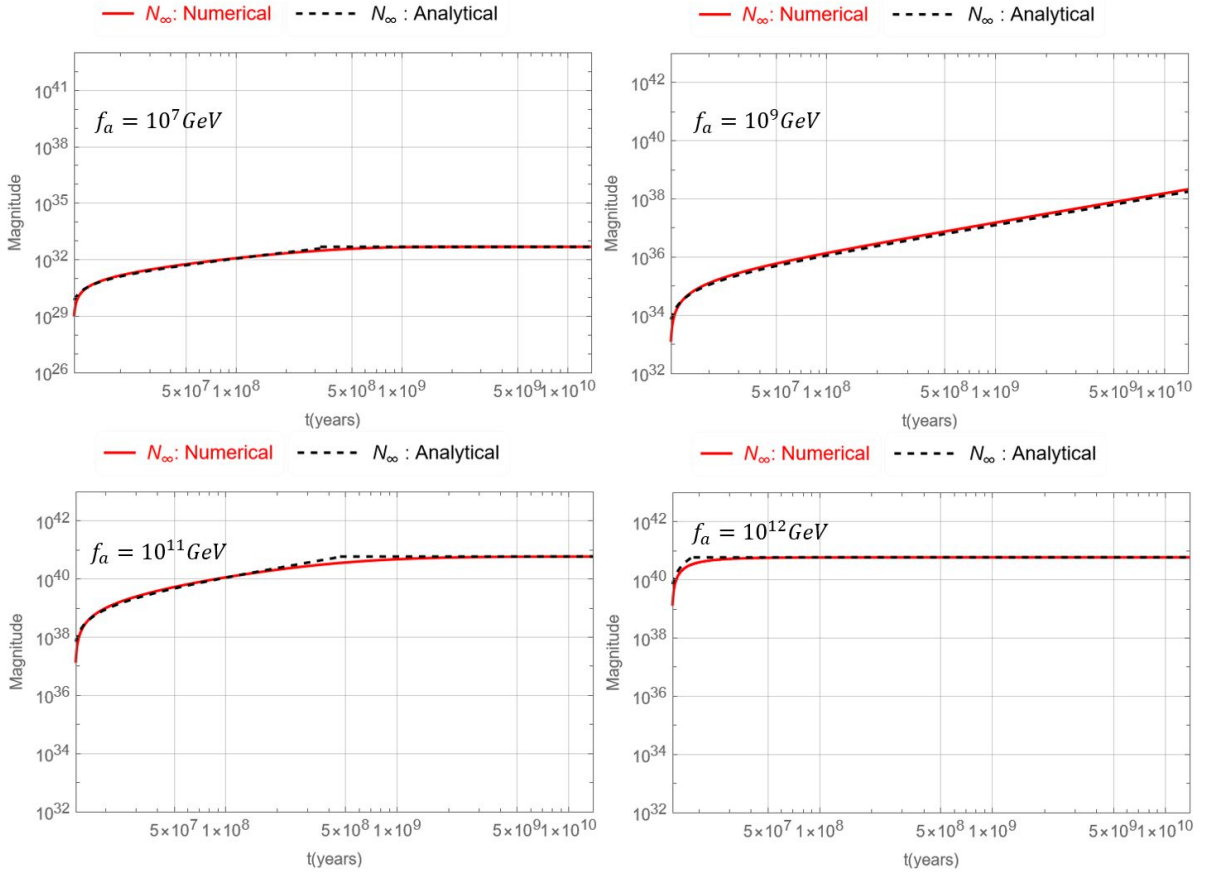 N∞: Numerical N∞ : Analytical
10^41
f_a = 10^7 GeV
10^38
10^35
10^32
10^29
10^26
Magnitude
5×10^7 1×10^8 5×10^8 1×10^9 5×10^9 1×10^10
t(years)
N∞: Numerical N∞ : Analytical
10^42
f_a = 10^9 GeV
10^40
10^38
10^36
10^34
10^32
Magnitude
5×10^7 1×10^8 5×10^8 1×10^9 5×10^9 1×10^10
t(years)
N∞: Numerical N∞ : Analytical
10^42
f_a = 10^11 GeV
10^40
10^38
10^36
10^34
10^32
Magnitude
5×10^7 1×10^8 5×10^8 1×10^9 5×10^9 1×10^10
t(years)
N∞: Numerical N∞ : Analytical
10^42
f_a = 10^12 GeV
10^40
10^38
10^36
10^34
10^32
Magnitude
5×10^7 1×10^8 5×10^8 1×10^9 5×10^9 1×10^10
t(years)